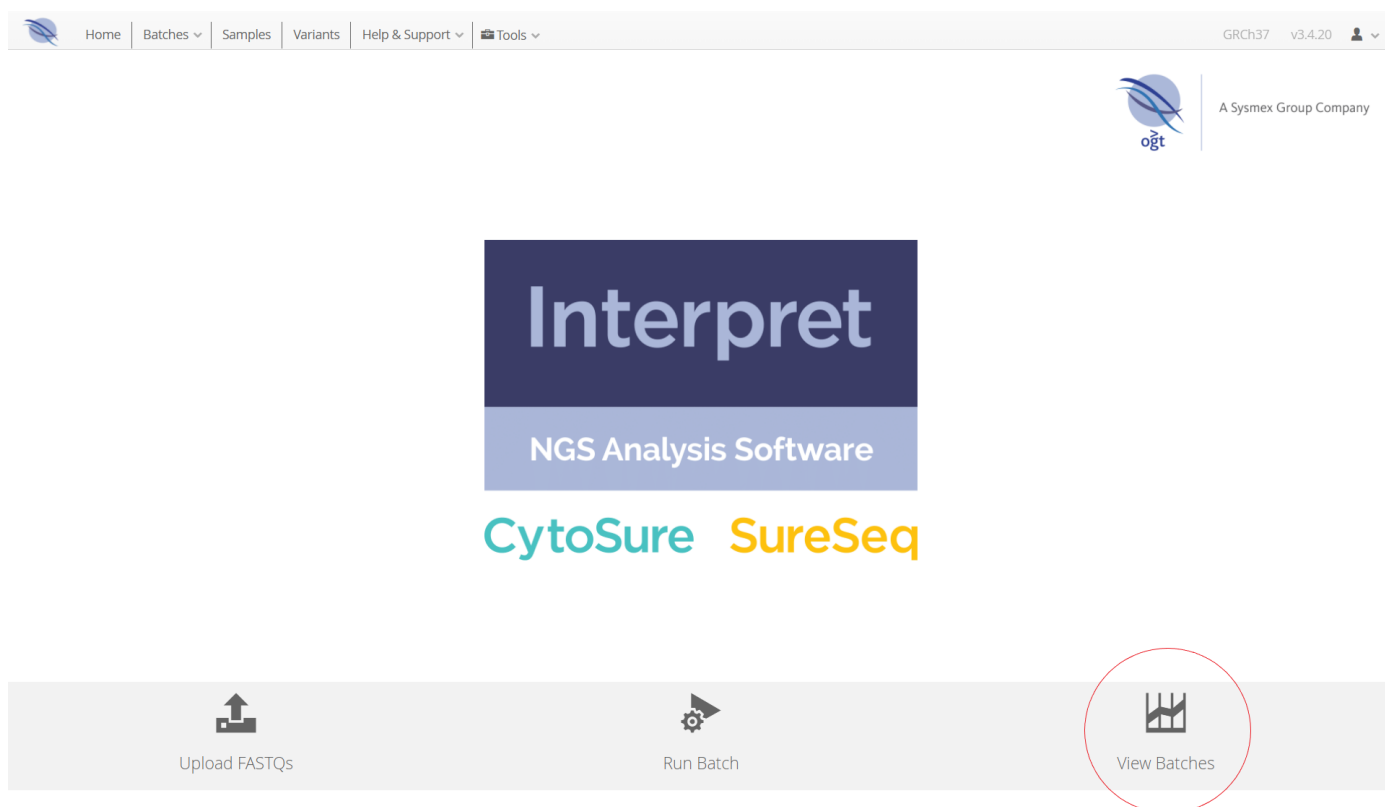 Home Batches Samples Variants Help & Support Tools GRCh37 v3.4.20
ogt A Sysmex Group Company
Interpret
NGS Analysis Software
CytoSure SureSeq
Upload FASTQs Run Batch View Batches